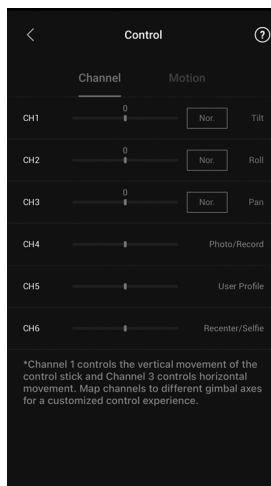 Control ?
Channel Motion
0
CH1 Nor. Tilt
0
CH2 Nor. Roll
0
CH3 Nor. Pan
CH4 Photo/Record
CH5 User Profile
CH6 Recenter/Selfie
*Channel 1 controls the vertical movement of the
control stick and Channel 3 controls horizontal
movement. Map channels to different gimbal axes
for a customized control experience.